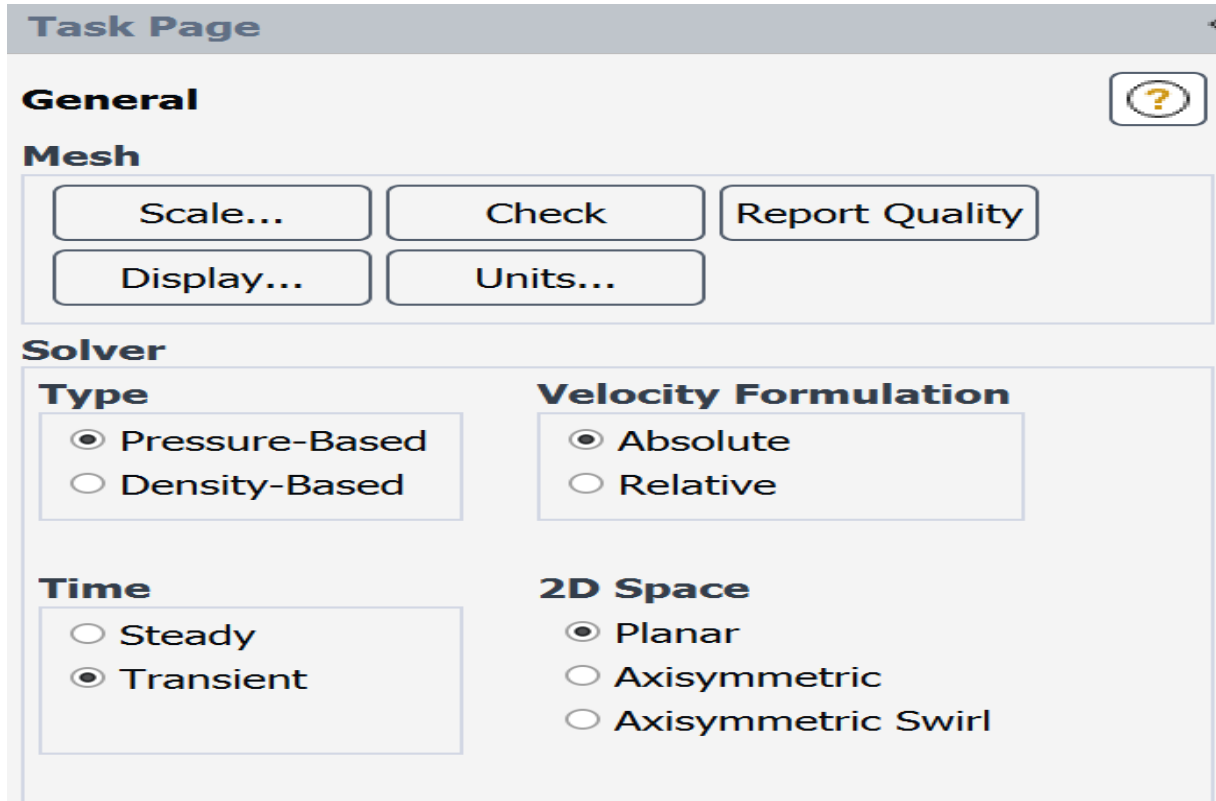 Task Page
General
?
Mesh
Scale...
Check
Report Quality
Display...
Units...
Solver
Type
Pressure-Based
Density-Based
Velocity Formulation
Absolute
Relative
Time
Steady
Transient
2D Space
Planar
Axisymmetric
Axisymmetric Swirl